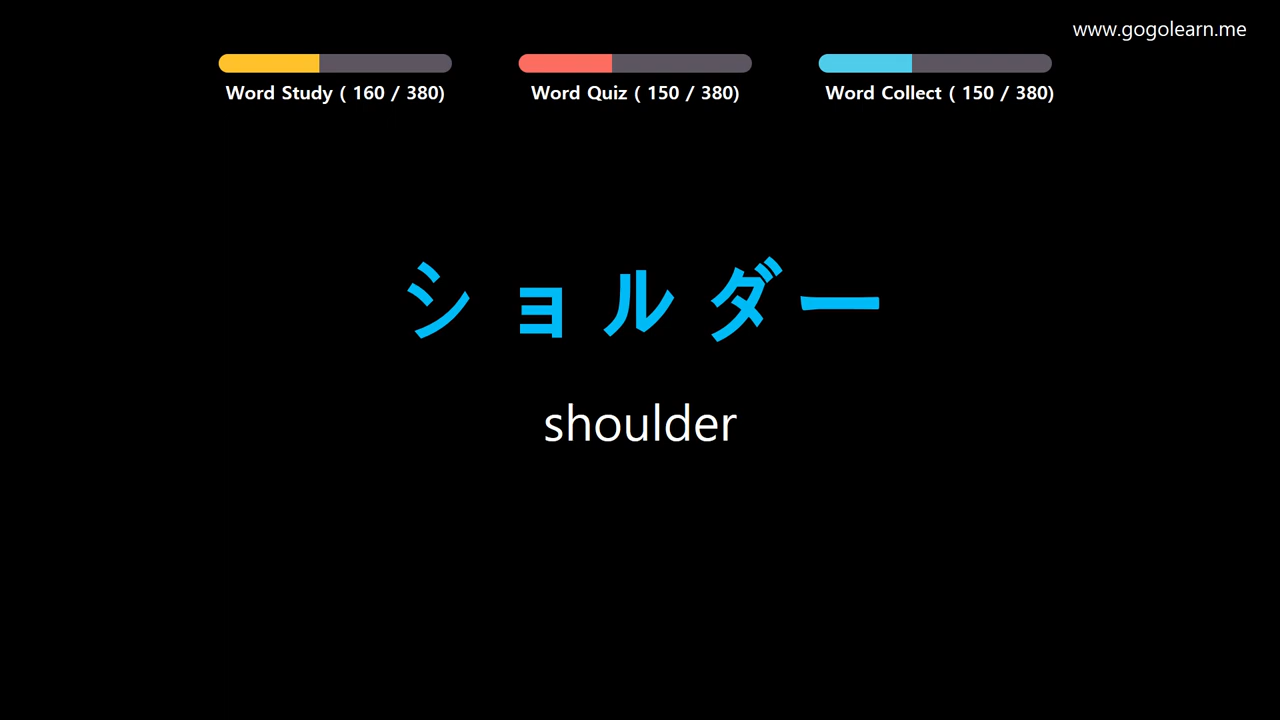 www.gogolearn.me
Word Study ( 160 / 380)
Word Quiz ( 150 / 380)
Word Collect ( 150 / 380)
ショルダー
shoulder